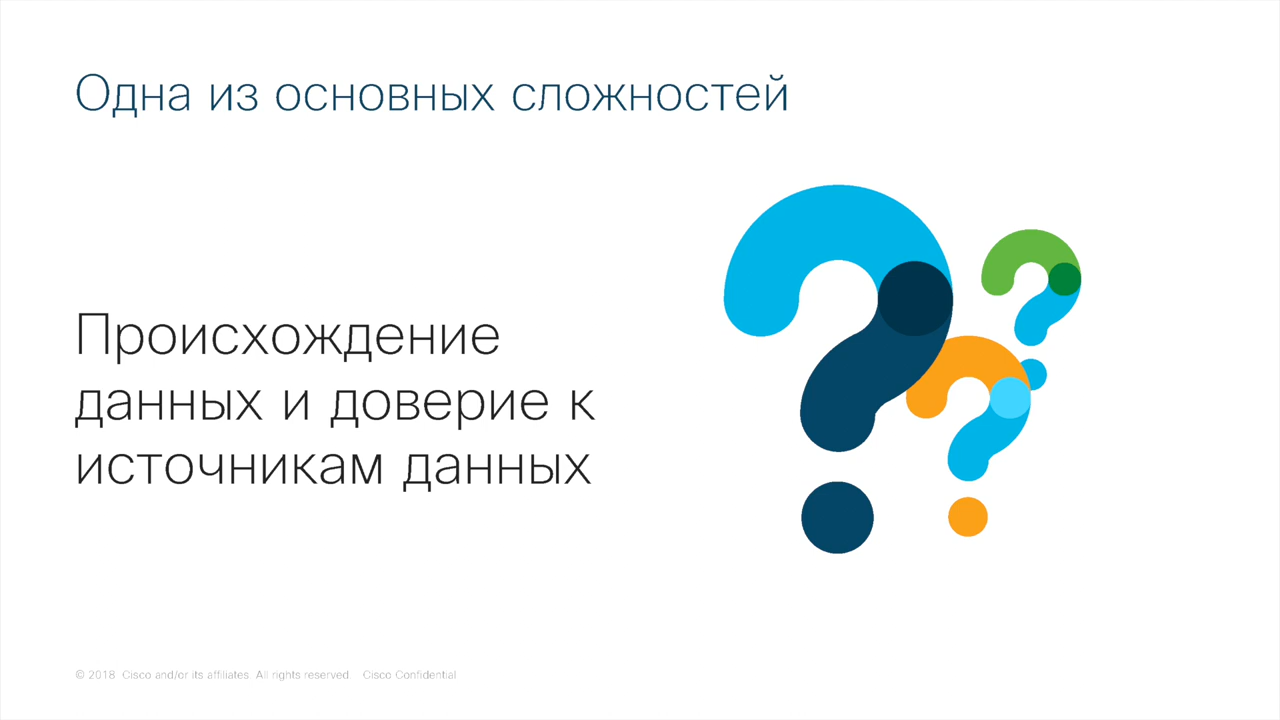 Одна из основных сложностей
Происхождение
данных и доверие к
источникам данных
© 2018 Cisco and/or its affiliates. All rights reserved. Cisco Confidential